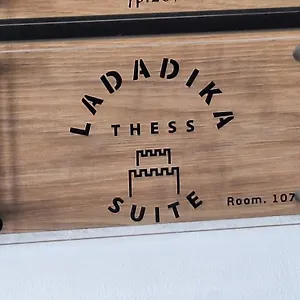 LADADIKA
THESS
SUITE
Room. 107